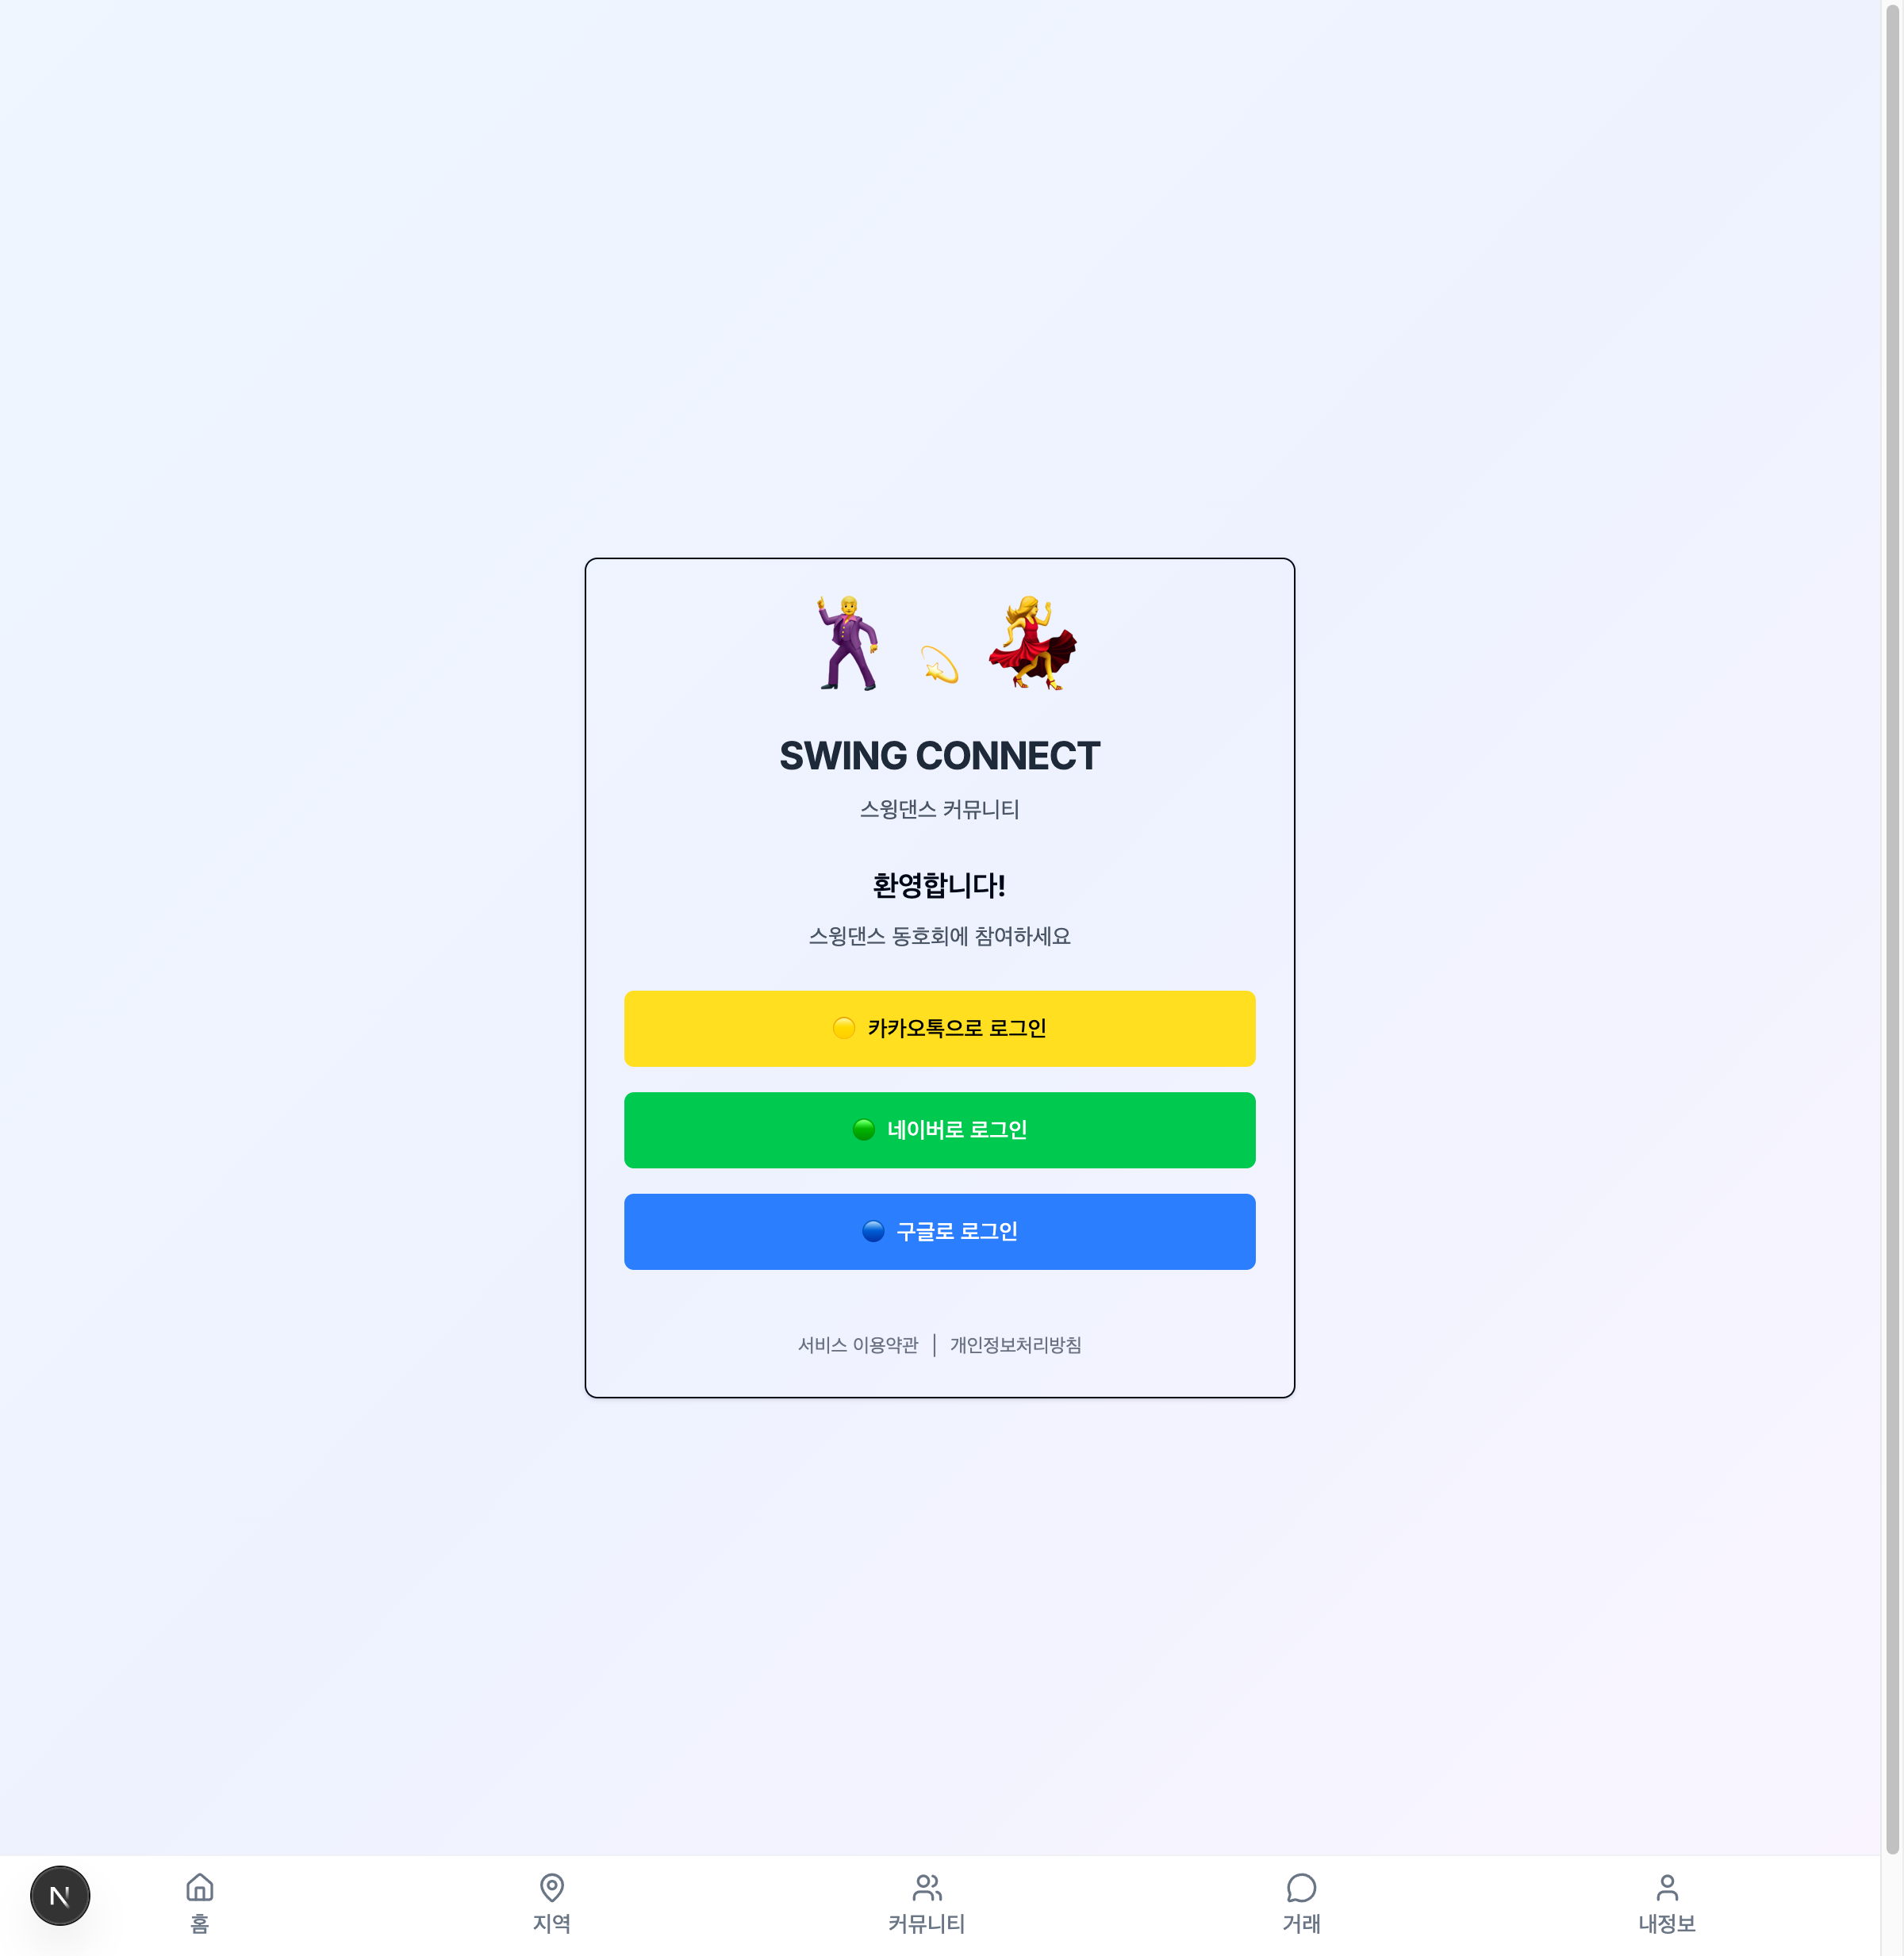 SWING CONNECT
스윙댄스 커뮤니티
환영합니다!
스윙댄스 동호회에 참여하세요
카카오톡으로 로그인
네이버로 로그인
구글로 로그인
서비스 이용약관 | 개인정보처리방침
N
홈 지역 커뮤니티 거래 내정보